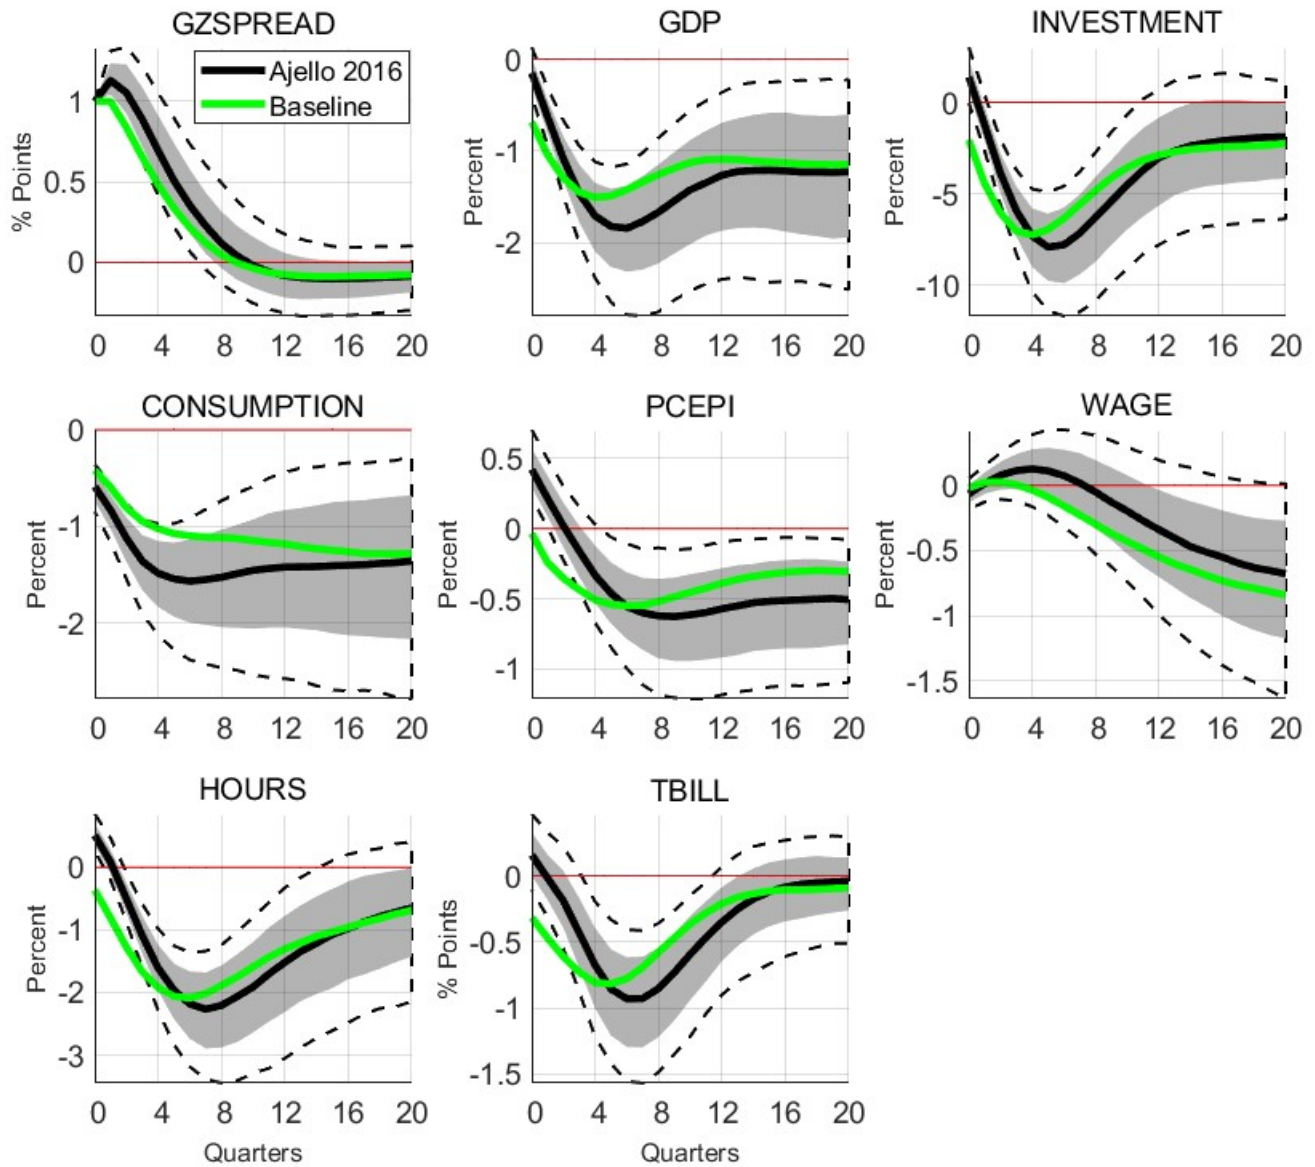 GZSPREAD
GDP
INVESTMENT
Ajello 2016
Baseline
% Points
1
0.5
0
0 4 8 12 16 20
Percent
0
-1
-2
0 4 8 12 16 20
Percent
0
-5
-10
0 4 8 12 16 20
CONSUMPTION
PCEPI
WAGE
Percent
0
-1
-2
0 4 8 12 16 20
Percent
0.5
0
-0.5
-1
0 4 8 12 16 20
Percent
0
-0.5
-1
-1.5
0 4 8 12 16 20
HOURS
TBILL
Percent
0
-1
-2
-3
0 4 8 12 16 20
Quarters
% Points
0
-0.5
-1
-1.5
0 4 8 12 16 20
Quarters